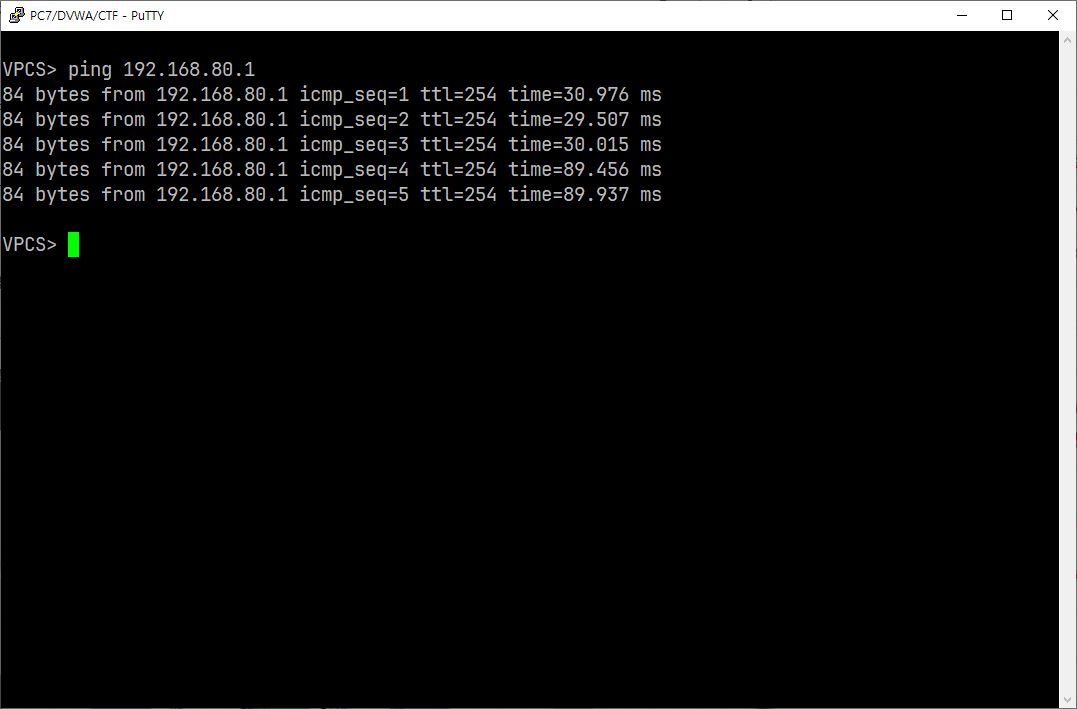 PC7/DVWA/CTF - PuTTY
VPCS> ping 192.168.80.1
84 bytes from 192.168.80.1 icmp_seq=1 ttl=254 time=30.976 ms
84 bytes from 192.168.80.1 icmp_seq=2 ttl=254 time=29.507 ms
84 bytes from 192.168.80.1 icmp_seq=3 ttl=254 time=30.015 ms
84 bytes from 192.168.80.1 icmp_seq=4 ttl=254 time=89.456 ms
84 bytes from 192.168.80.1 icmp_seq=5 ttl=254 time=89.937 ms
VPCS>